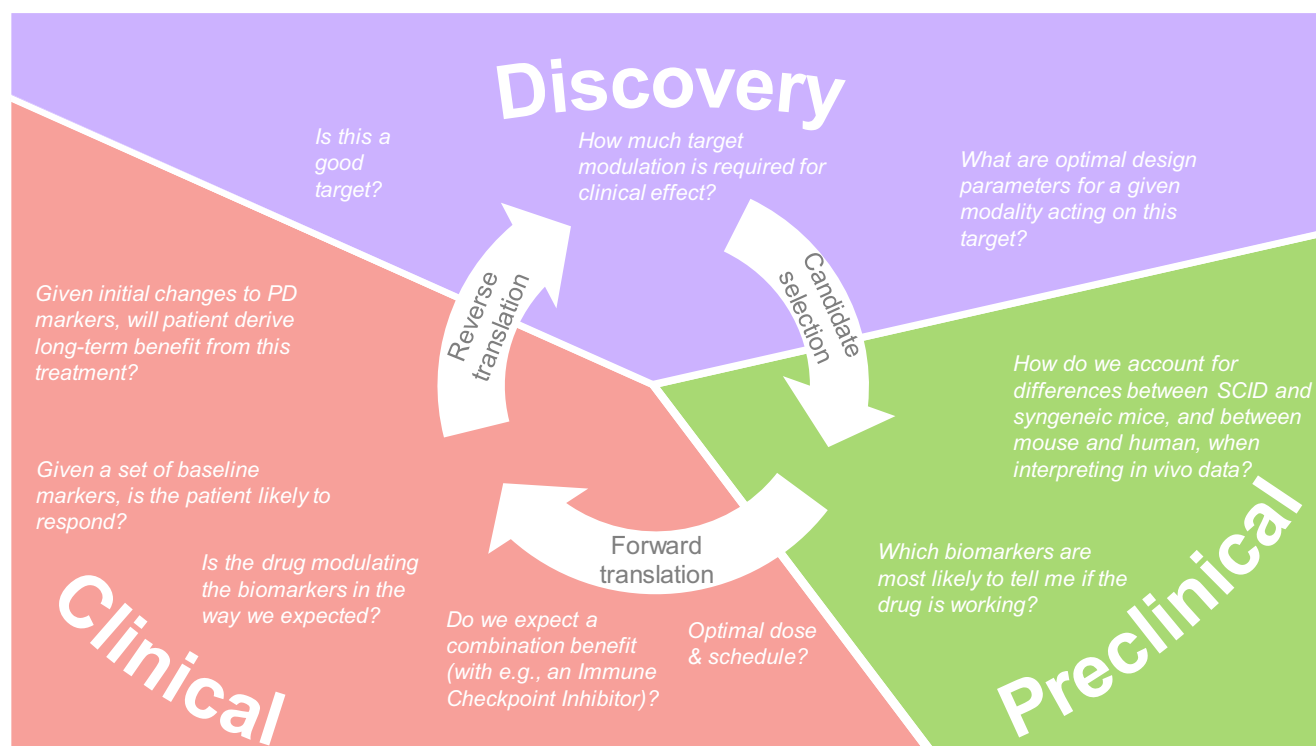 Discovery
Is this a
good
target?
How much target
modulation is required for
clinical effect?
What are optimal design
parameters for a given
modality acting on this
target?
Reverse
translation
Candidate
selection
Given initial changes to PD
markers, will patient derive
long-term benefit from this
treatment?
How do we account for
differences between SCID and
syngeneic mice, and between
mouse and human, when
interpreting in vivo data?
Given a set of baseline
markers, is the patient likely to
respond?
Forward
translation
Is the drug modulating
the biomarkers in the
way we expected?
Which biomarkers are
most likely to tell me if the
drug is working?
Do we expect a
combination benefit
(with e.g., an Immune
Checkpoint Inhibitor)?
Optimal dose
& schedule?
Clinical
Preclinical